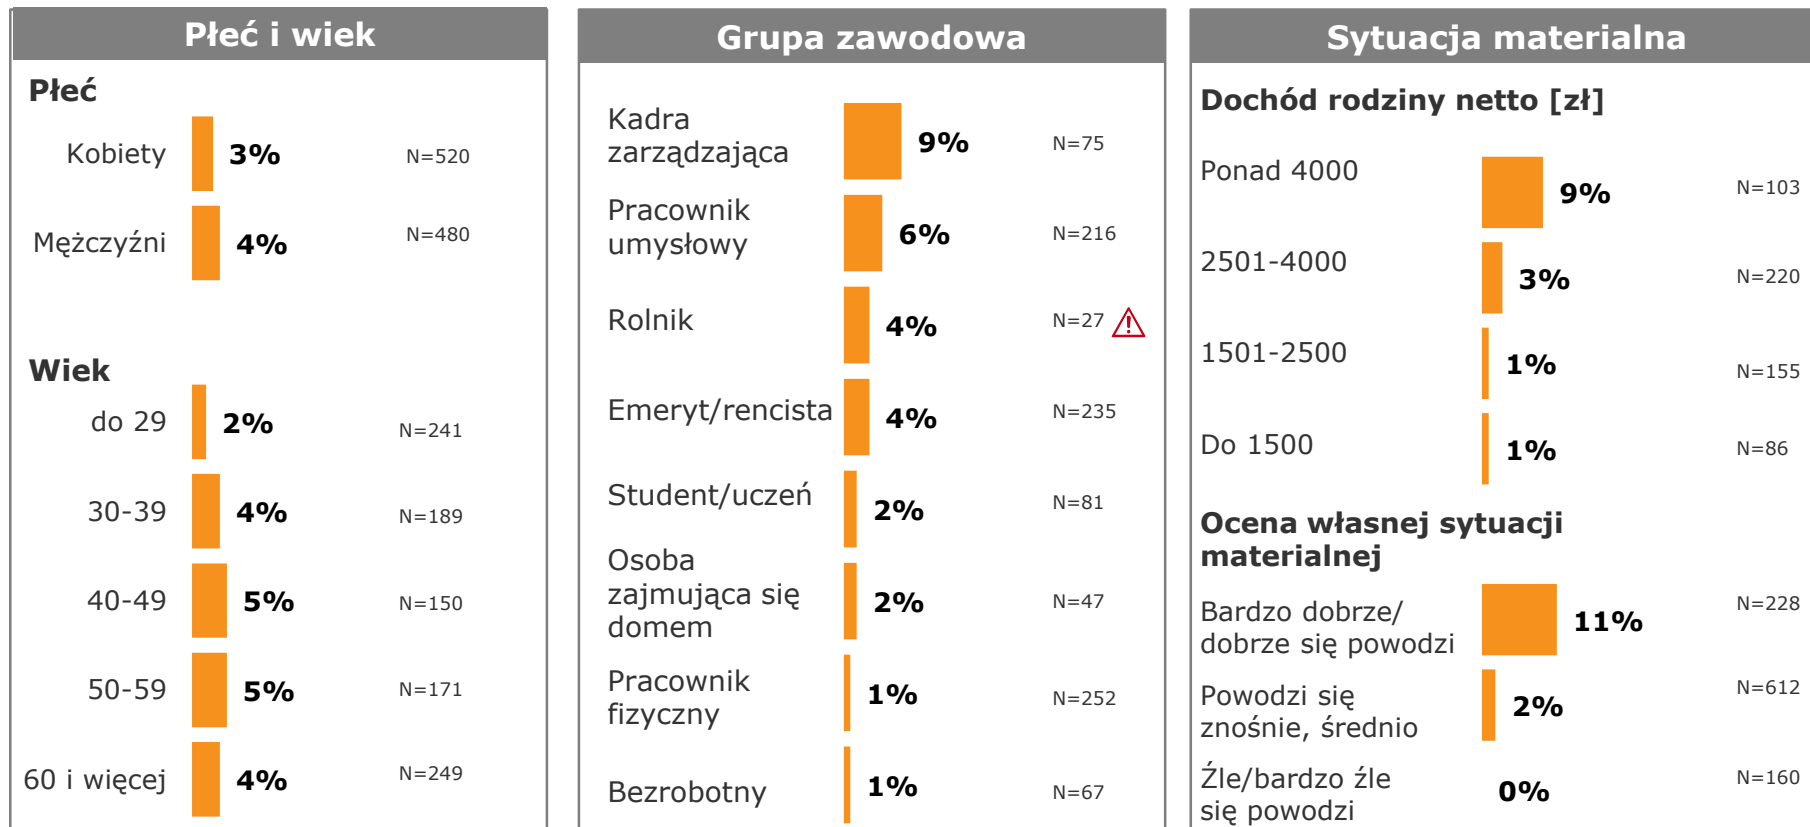 Płeć i wiek
Płeć
Kobiety 3% N=520
Mężczyźni 4% N=480
Wiek
do 29 2% N=241
30-39 4% N=189
40-49 5% N=150
50-59 5% N=171
60 i więcej 4% N=249
Grupa zawodowa
Kadra
zarządzająca 9% N=75
Pracownik
umysłowy 6% N=216
Rolnik 4% N=27
Emeryt/rencista 4% N=235
Student/uczeń 2% N=81
Osoba
zajmująca się 2% N=47
domem
Pracownik
fizyczny 1% N=252
Bezrobotny 1% N=67
Sytuacja materialna
Dochód rodziny netto [zł]
Ponad 4000 9% N=103
2501-4000 3% N=220
1501-2500 1% N=155
Do 1500 1% N=86
Ocena własnej sytuacji
materialnej
Bardzo dobrze/ 11% N=228
dobrze się powodzi
Powodzi się 2% N=612
znośnie, średnio
Źle/bardzo źle 0% N=160
się powodzi